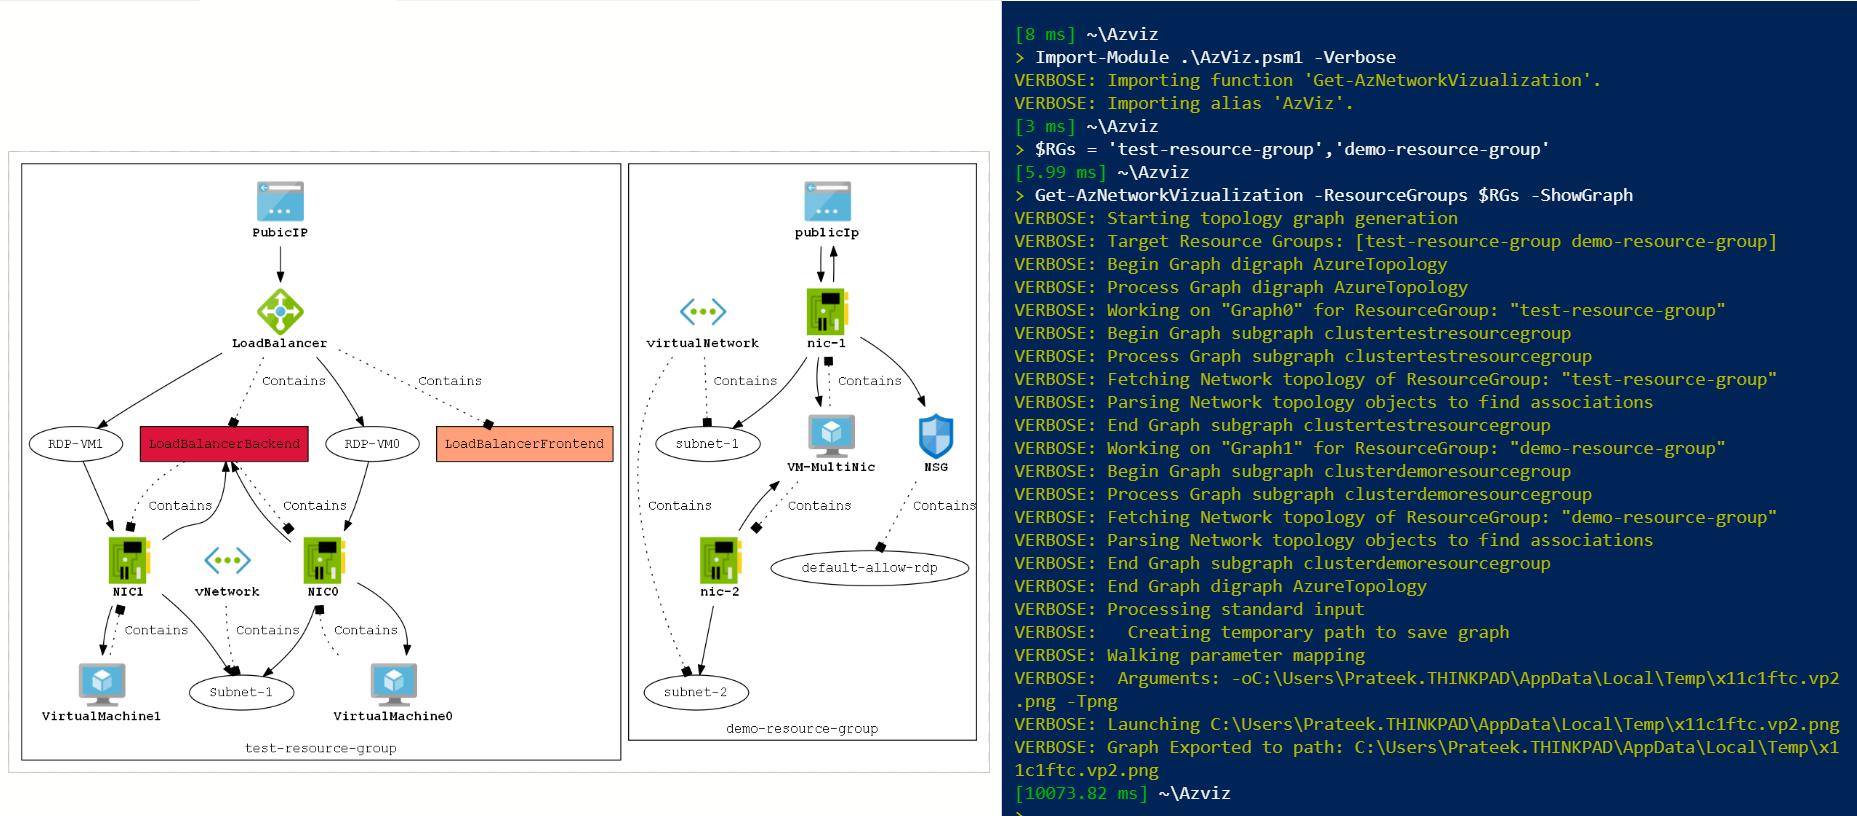 PubicIP
LoadBalancer
Contains
Contains
RDP-VM1
LoadBalancerBackend
RDP-VM0
LoadBalancerFrontend
Contains
Contains
NIC1
vNetwork
NIC0
Contains
Contains
Contains
VirtualMachine1
Subnet-1
VirtualMachine0
test-resource-group
publicIp
virtualNetwork
nic-1
Contains
Contains
subnet-1
VM-MultiNic
NSG
Contains
Contains
Contains
nic-2
default-allow-rdp
subnet-2
demo-resource-group
[8 ms] ~\Azviz
> Import-Module .\AzViz.psm1 -Verbose
VERBOSE: Importing function 'Get-AzNetworkVizualization'.
VERBOSE: Importing alias 'AzViz'.
[3 ms] ~\Azviz
> $RGs = 'test-resource-group','demo-resource-group'
[5.99 ms] ~\Azviz
> Get-AzNetworkVizualization -ResourceGroups $RGs -ShowGraph
VERBOSE: Starting topology graph generation
VERBOSE: Target Resource Groups: [test-resource-group demo-resource-group]
VERBOSE: Begin Graph digraph AzureTopology
VERBOSE: Process Graph digraph AzureTopology
VERBOSE: Working on "Graph0" for ResourceGroup: "test-resource-group"
VERBOSE: Begin Graph subgraph clustertestresourcegroup
VERBOSE: Process Graph subgraph clustertestresourcegroup
VERBOSE: Fetching Network topology of ResourceGroup: "test-resource-group"
VERBOSE: Parsing Network topology objects to find associations
VERBOSE: End Graph subgraph clustertestresourcegroup
VERBOSE: Working on "Graph1" for ResourceGroup: "demo-resource-group"
VERBOSE: Begin Graph subgraph clusterdemoresourcegroup
VERBOSE: Process Graph subgraph clusterdemoresourcegroup
VERBOSE: Fetching Network topology of ResourceGroup: "demo-resource-group"
VERBOSE: Parsing Network topology objects to find associations
VERBOSE: End Graph subgraph clusterdemoresourcegroup
VERBOSE: End Graph digraph AzureTopology
VERBOSE: Processing standard input
VERBOSE:   Creating temporary path to save graph
VERBOSE: Walking parameter mapping
VERBOSE:  Arguments: -oC:\Users\Prateek.THINKPAD\AppData\Local\Temp\x11c1ftc.vp2
.png -Tpng
VERBOSE: Launching C:\Users\Prateek.THINKPAD\AppData\Local\Temp\x11c1ftc.vp2.png
VERBOSE: Graph Exported to path: C:\Users\Prateek.THINKPAD\AppData\Local\Temp\x1
1c1ftc.vp2.png
[10073.82 ms] ~\Azviz
>